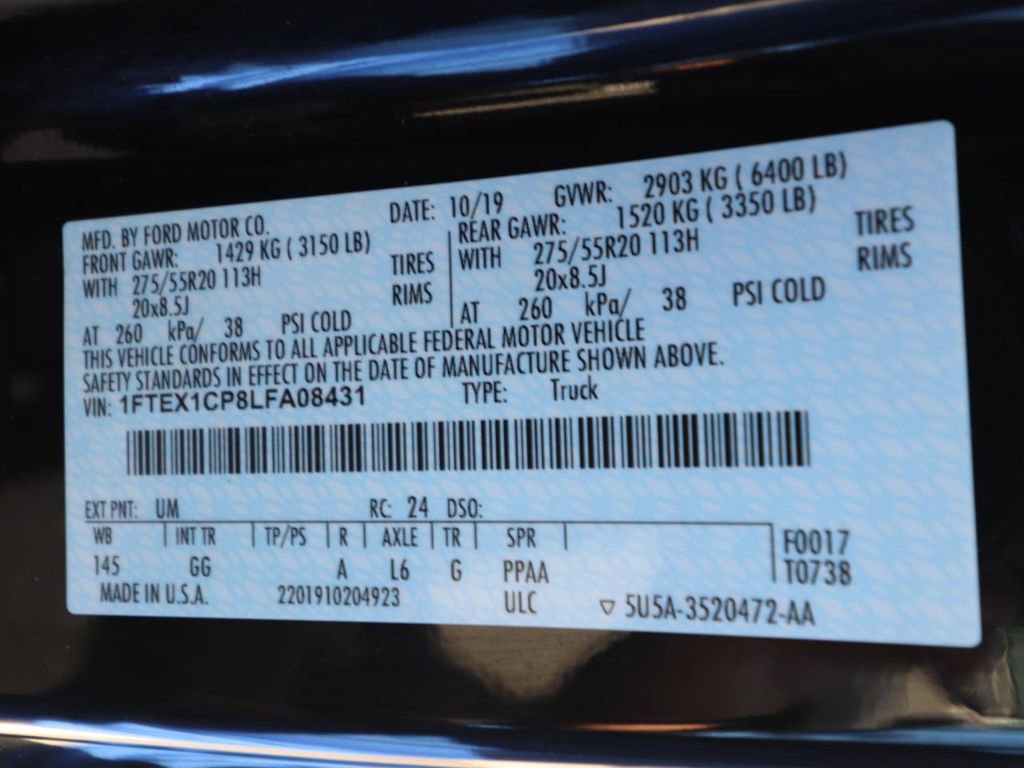 MFD. BY FORD MOTOR CO. DATE: 10/19 GVWR: 2903 KG ( 6400 LB)
FRONT GAWR: 1429 KG ( 3150 LB) REAR GAWR: 1520 KG ( 3350 LB)
WITH 275/55R20 113H TIRES WITH 275/55R20 113H TIRES
20x8.5J RIMS 20x8.5J RIMS
AT 260 kPa/ 38 PSI COLD AT 260 kPa/ 38 PSI COLD
THIS VEHICLE CONFORMS TO ALL APPLICABLE FEDERAL MOTOR VEHICLE
SAFETY STANDARDS IN EFFECT ON THE DATE OF MANUFACTURE SHOWN ABOVE.
VIN: 1FTEX1CP8LFA08431 TYPE: Truck
EXT PNT: UM RC: 24 DSO:
WB INT TR TP/PS R AXLE TR SPR F0017
145 GG A L6 G PPAA T0738
MADE IN U.S.A. 2201910204923 ULC ▽ 5U5A-3520472-AA